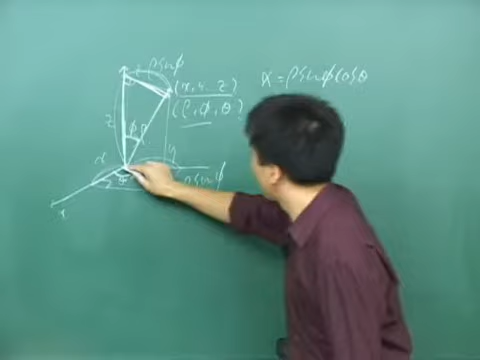 ρsinφ
(x, y, z)
(ρ, φ, θ)
x = ρsinφcosθ
z
φ
ρ
x
y
ρsinφ
θ
x